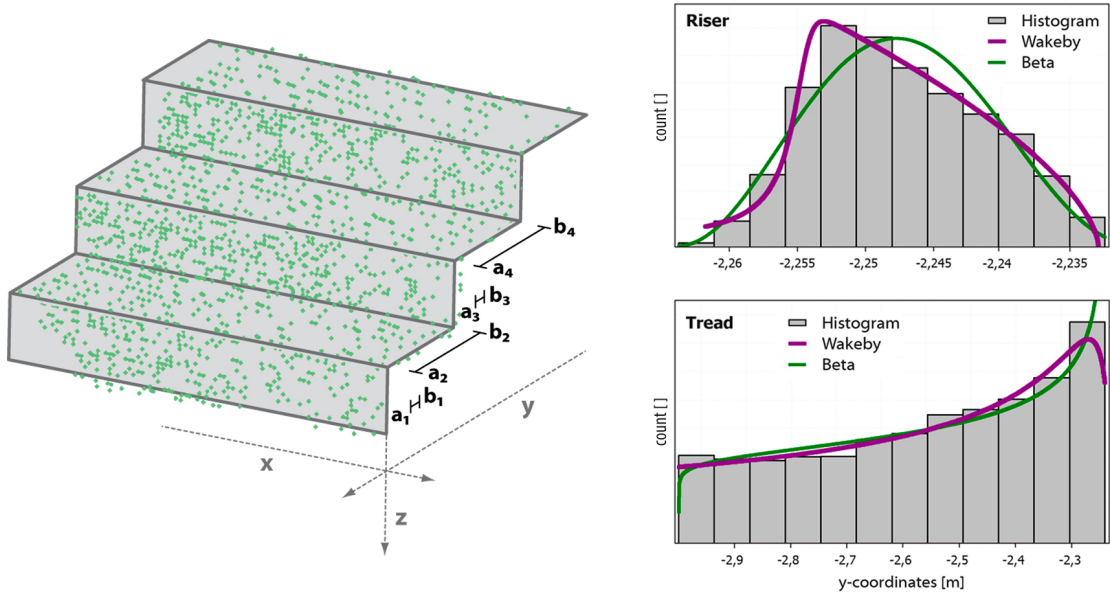 b₄
a₄
b₃
a₃
b₂
a₂
b₁
a₁
y
x
z
Riser
Histogram
Wakeby
Beta
count [ ]
-2,26 -2,255 -2,25 -2,245 -2,24 -2,235
Tread
Histogram
Wakeby
Beta
count [ ]
-2,9 -2,8 -2,7 -2,6 -2,5 -2,4 -2,3
y-coordinates [m]